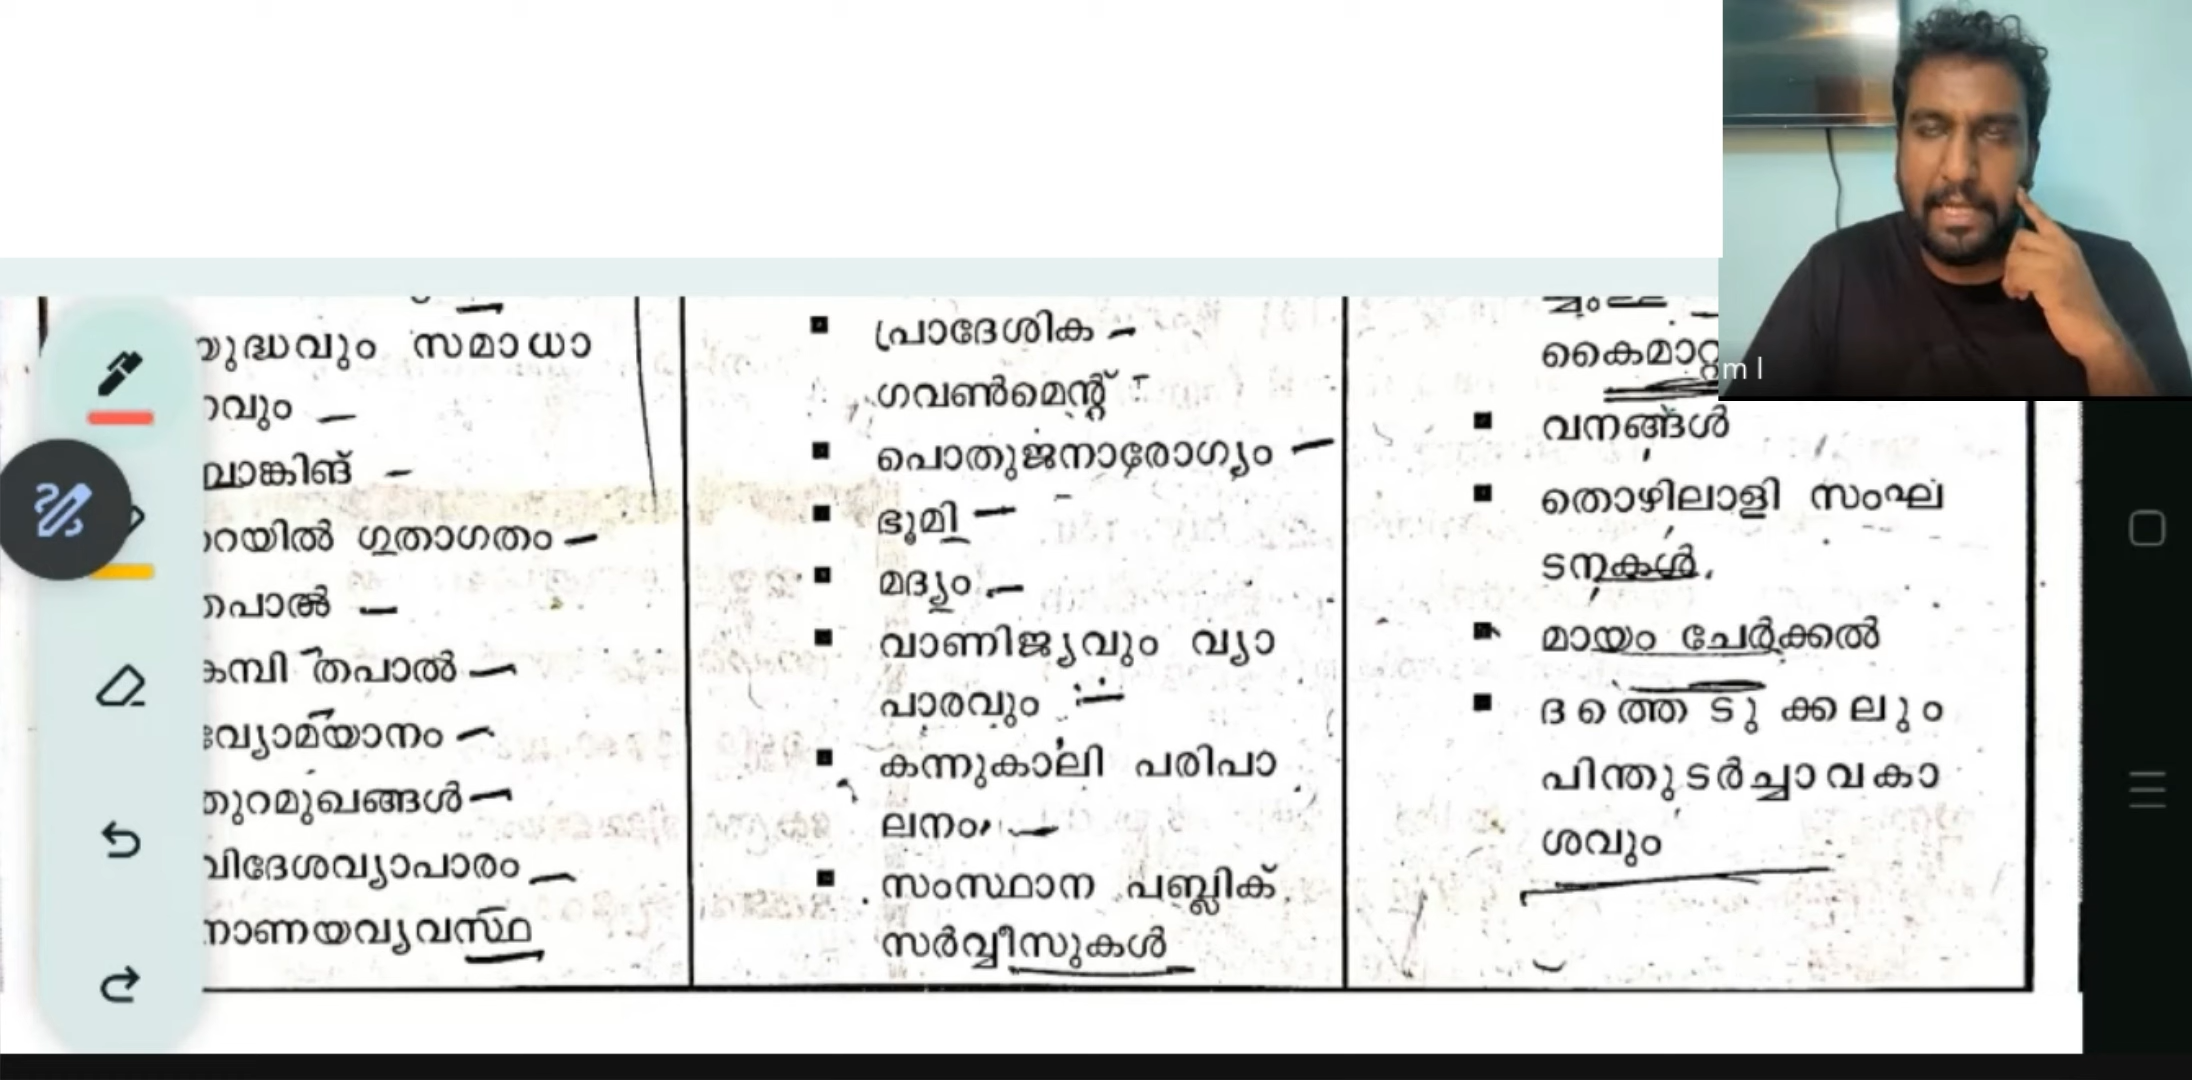 യുദ്ധവും സമാധാ
നവും
ബാങ്കിങ്
റെയിൽ ഗതാഗതം
തപാൽ
കമ്പി തപാൽ
വ്യോമയാനം
തുറമുഖങ്ങൾ
വിദേശവ്യാപാരം
നാണയവ്യവസ്ഥ
പ്രാദേശിക
ഗവൺമെന്റ്
പൊതുജനാരോഗ്യം
ഭൂമി
മദ്യം
വാണിജ്യവും വ്യാ
പാരവും
കന്നുകാലി പരിപാ
ലനം
സംസ്ഥാന പബ്ലിക്
സർവ്വീസുകൾ
കൈമാറ്റ
വനങ്ങൾ
തൊഴിലാളി സംഘ
ടനകൾ.
മായം ചേർക്കൽ
ദത്തെടുക്കലും
പിന്തുടർച്ചാവകാ
ശവും
m l